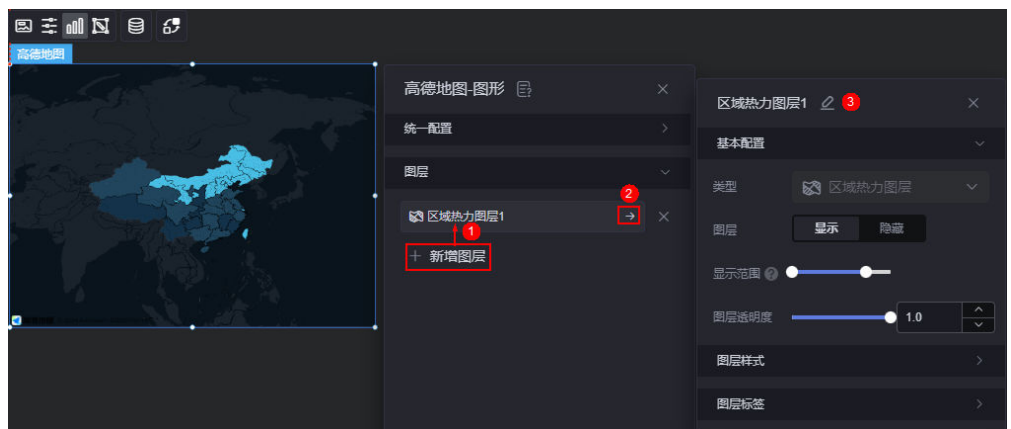 高德地图
高德地图-图形
统一配置
图层
2
区域热力图层1
1
新增图层
区域热力图层1
3
基本配置
类型
区域热力图层
图层
显示
隐藏
显示范围
图层透明度
1.0
图层样式
图层标签